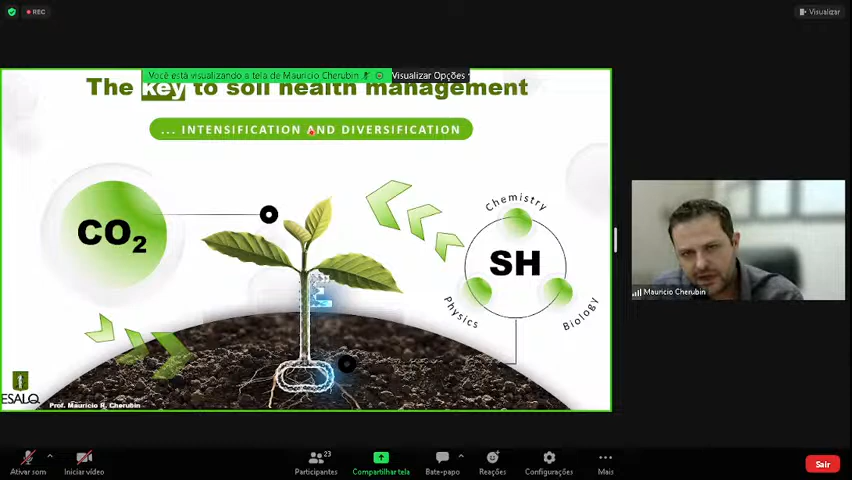 REC
Visualizar
Você está visualizando a tela de Mauricio Cherubin
Visualizar Opções
The key to soil health management
... INTENSIFICATION AND DIVERSIFICATION
CO2
Chemistry
SH
Physics
Biology
Mauricio Cherubin
ESALQ
Prof. Maurício R. Cherubin
23
Ativar som
Iniciar vídeo
Participantes
Compartilhar tela
Bate-papo
Reações
Configurações
Mais
Sair